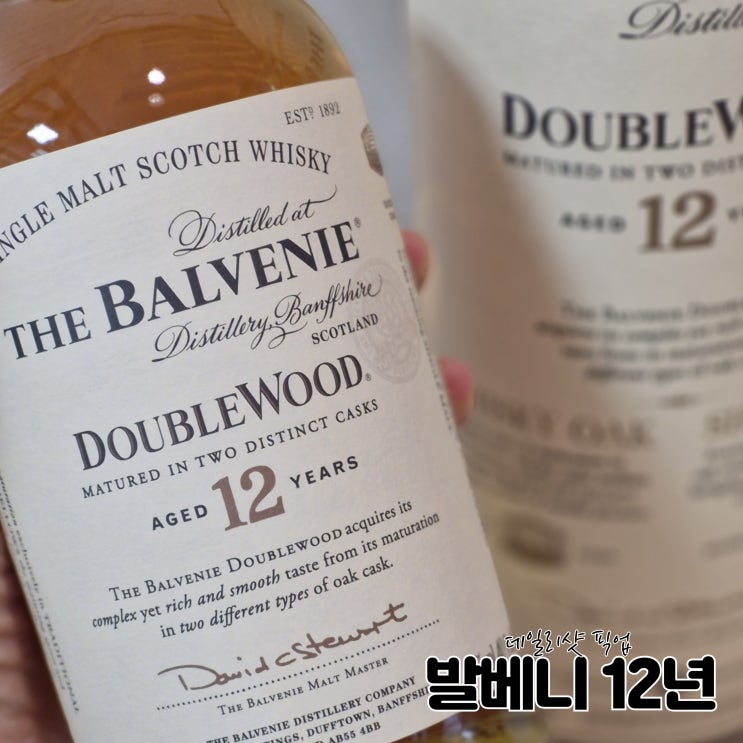 ESTD 1892
SINGLE MALT SCOTCH WHISKY
Distilled at
THE BALVENIE®
Distillery, Banffshire
SCOTLAND
DOUBLEWOOD®
MATURED IN TWO DISTINCT CASKS
AGED 12 YEARS
THE BALVENIE DOUBLEWOOD acquires its
complex yet rich and smooth taste from its maturation
in two different types of oak cask.
David C Stewart
THE BALVENIE MALT MASTER
THE BALVENIE DISTILLERY COMPANY
DUFFTOWN, BANFFSHIRE
AB55 4BB
DOUBLEW
MATURED IN TWO
AGED 12
THE BALVENIE
OAK
데일리샷 픽업
발베니 12년